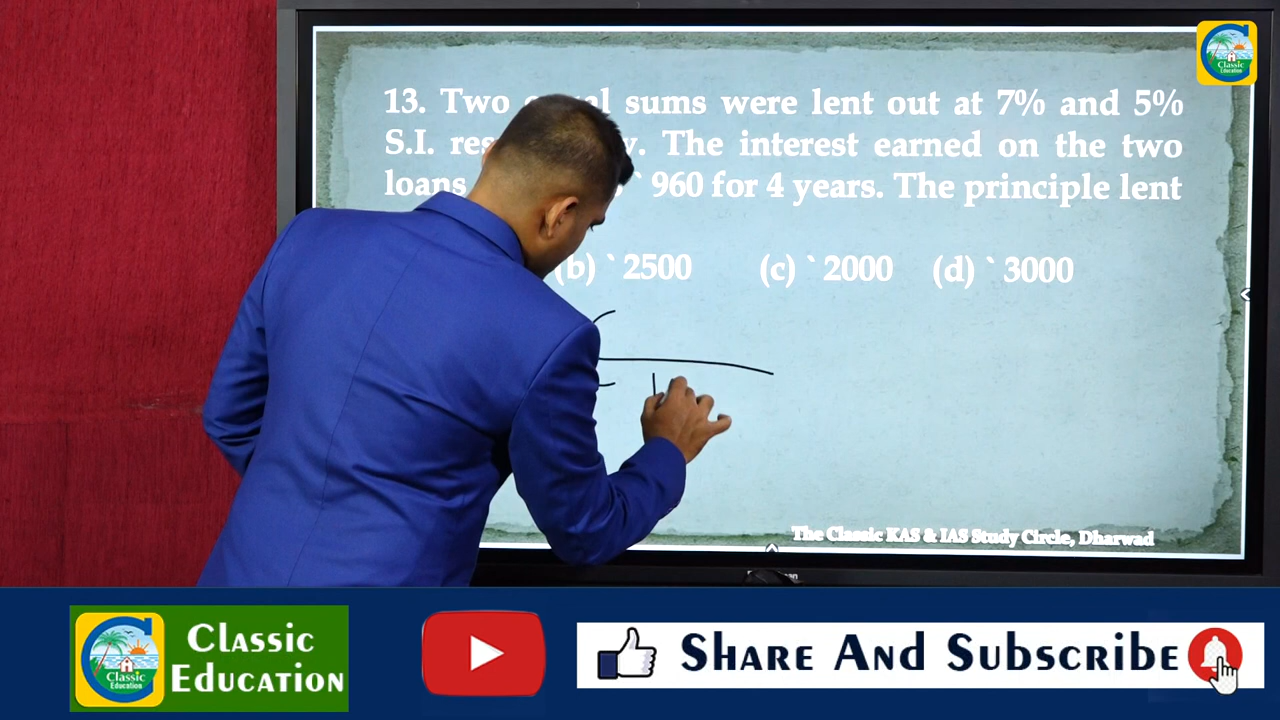 Classic
Education
13. Two sums were lent out at 7% and 5%
S.I. The interest earned on the two
loans ` 960 for 4 years. The principle lent
(b) ` 2500 (c) ` 2000 (d) ` 3000
The Classic KAS & IAS Study Circle, Dharwad
Classic
Education
Classic
Education
Share And Subscribe